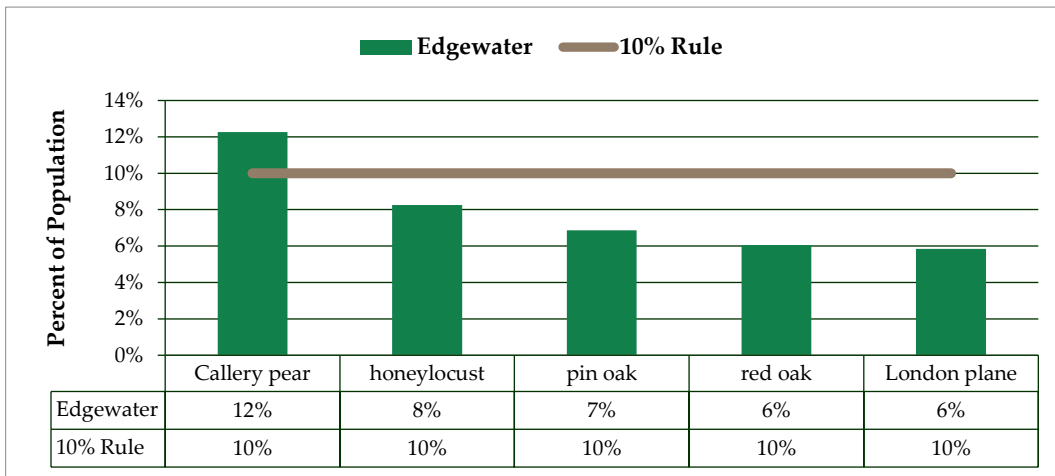 Edgewater 10% Rule
Percent of Population
14%
12%
10%
8%
6%
4%
2%
0%
Callery pear honeylocust pin oak red oak London plane
Edgewater 12% 8% 7% 6% 6%
10% Rule 10% 10% 10% 10% 10%